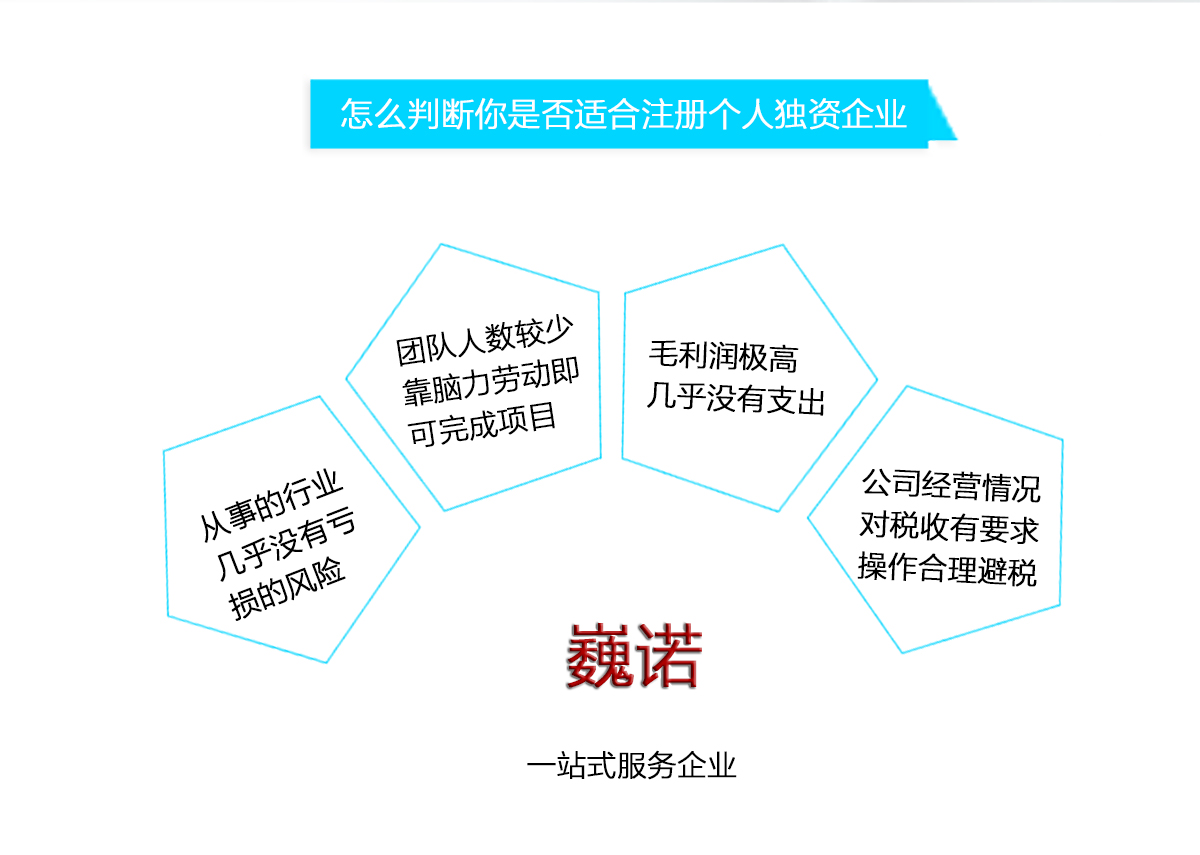 怎么判断你是否适合注册个人独资企业
从事的行业
几乎没有亏
损的风险
团队人数较少
靠脑力劳动即
可完成项目
毛利润极高
几乎没有支出
公司经营情况
对税收有要求
操作合理避税
巍诺
一站式服务企业